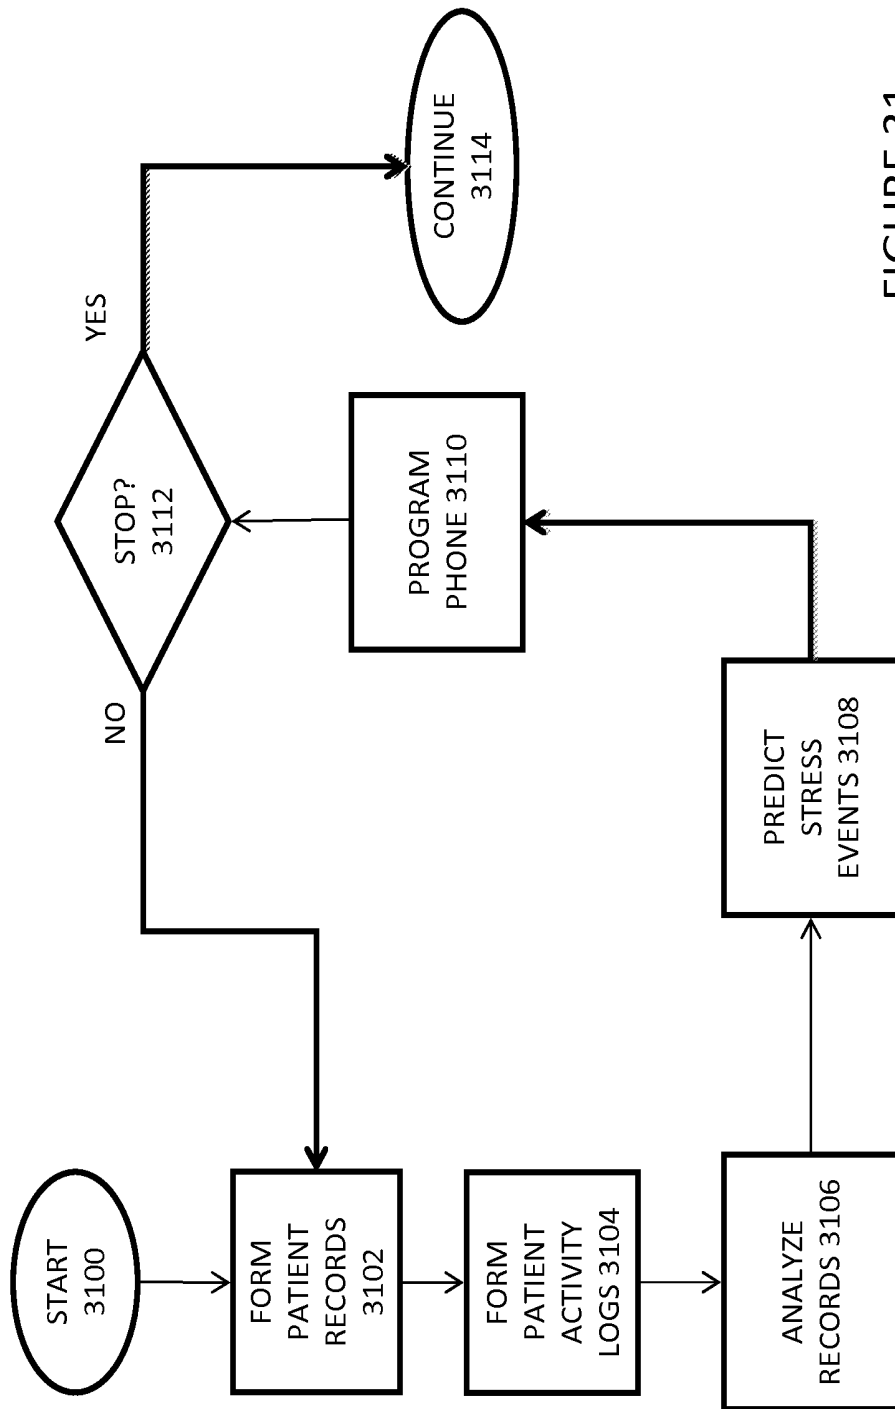 START
3100
FORM
PATIENT
RECORDS
3102
FORM
PATIENT
ACTIVITY
LOGS 3104
ANALYZE
RECORDS 3106
PREDICT
STRESS
EVENTS 3108
PROGRAM
PHONE 3110
STOP?
3112
NO
YES
CONTINUE
3114
FIGURE 31